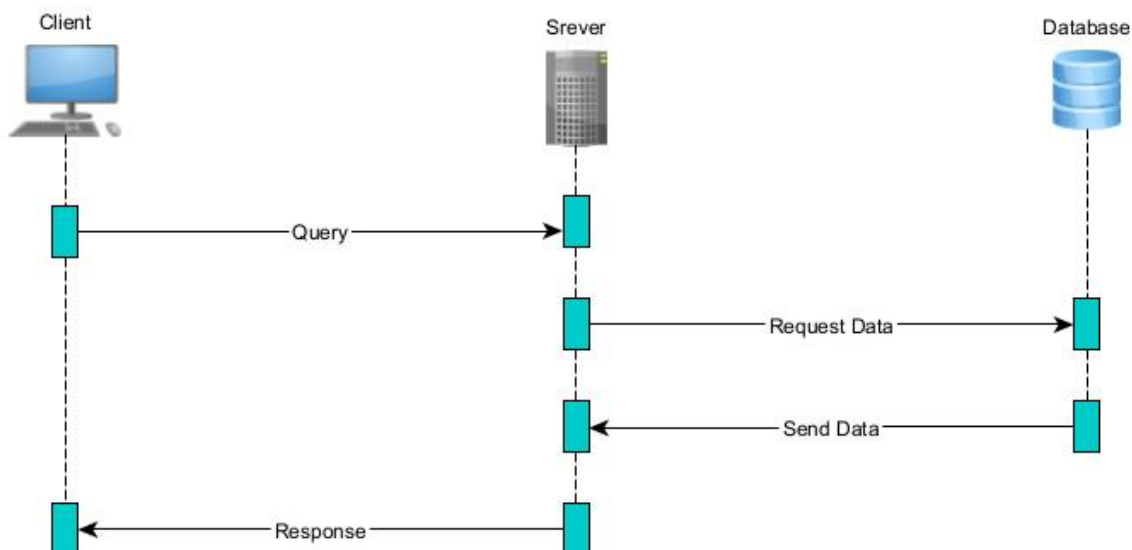 Client
Srever
Database
Query
Request Data
Send Data
Response